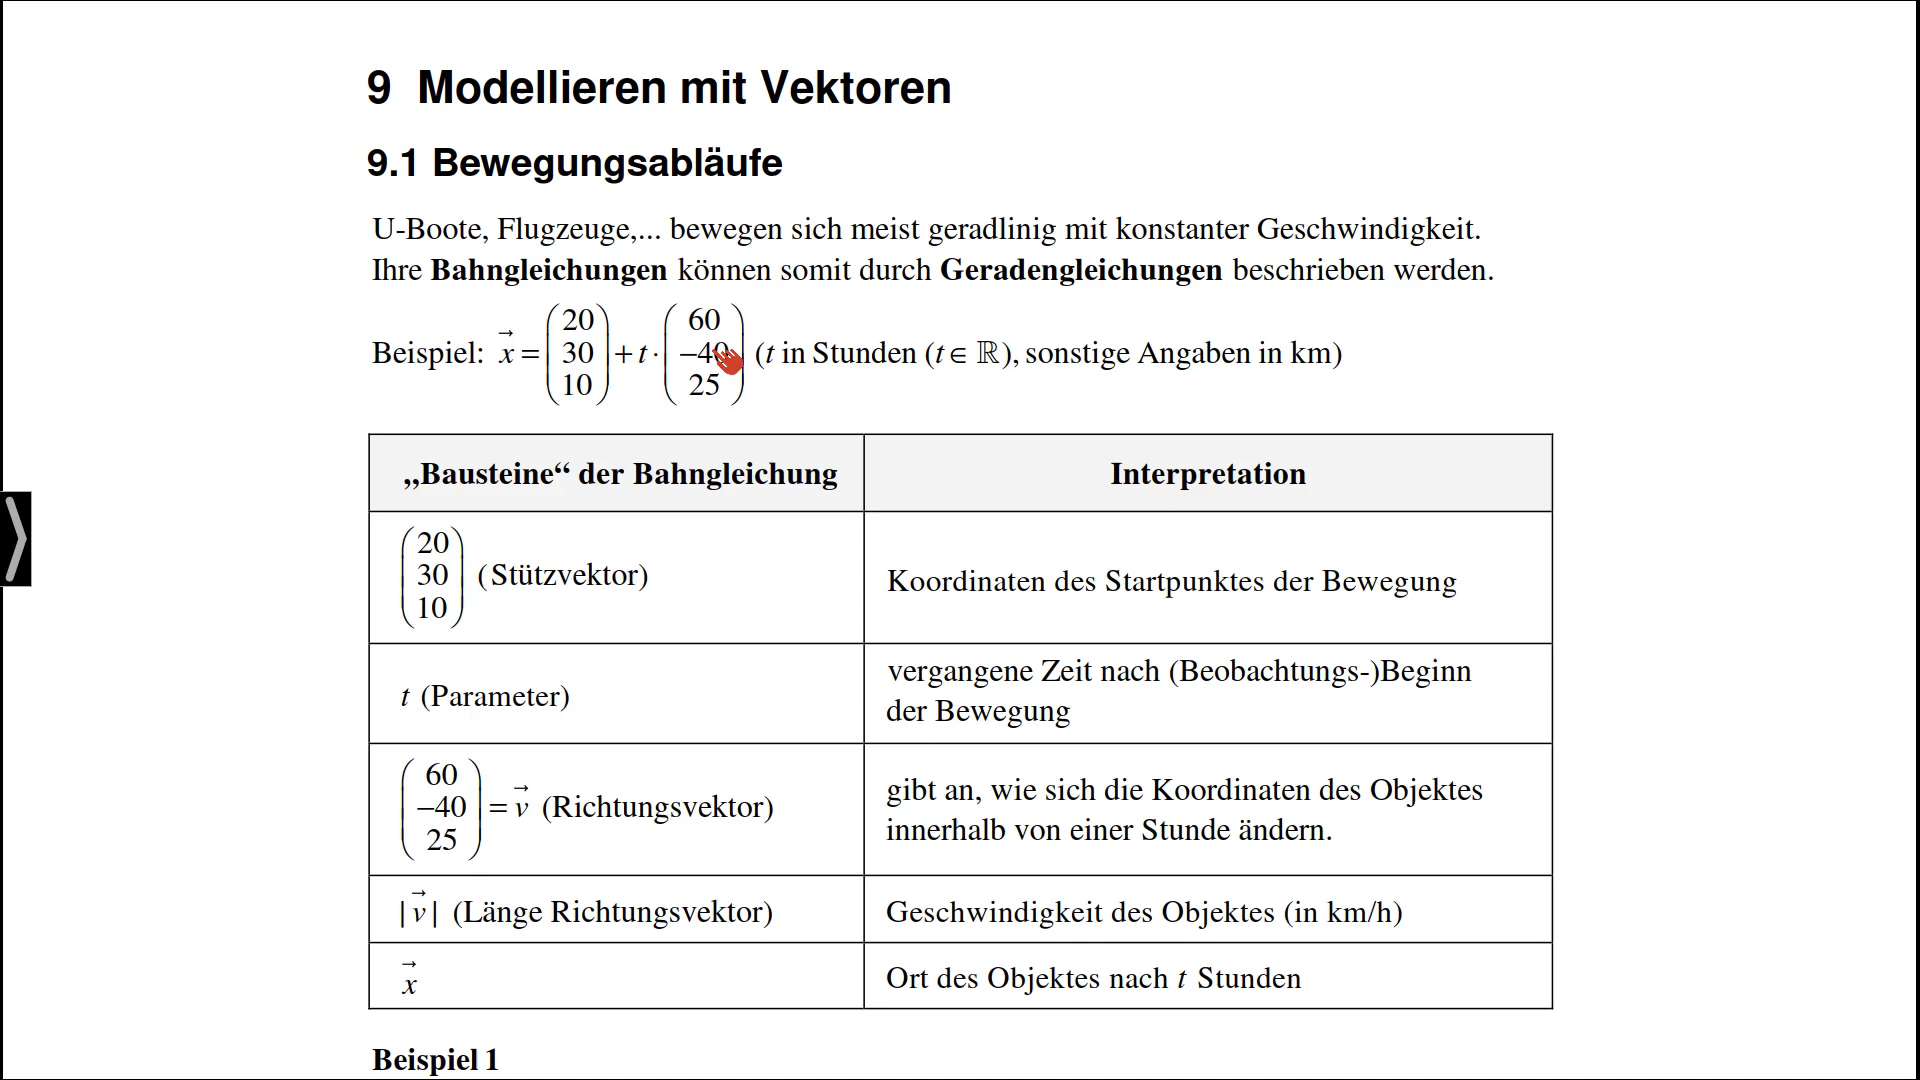 9 Modellieren mit Vektoren
9.1 Bewegungsabläufe
U-Boote, Flugzeuge,... bewegen sich meist geradlinig mit konstanter Geschwindigkeit.
Ihre Bahngleichungen können somit durch Geradengleichungen beschrieben werden.
Beispiel: x⃗ = (20 30 10) + t · (60 −40 25) (t in Stunden (t ∈ ℝ), sonstige Angaben in km)
„Bausteine“ der Bahngleichung
Interpretation
(20 30 10) (Stützvektor)
Koordinaten des Startpunktes der Bewegung
t (Parameter)
vergangene Zeit nach (Beobachtungs-)Beginn
der Bewegung
(60 −40 25) = v⃗ (Richtungsvektor)
gibt an, wie sich die Koordinaten des Objektes
innerhalb von einer Stunde ändern.
|v⃗| (Länge Richtungsvektor)
Geschwindigkeit des Objektes (in km/h)
x⃗
Ort des Objektes nach t Stunden
Beispiel 1